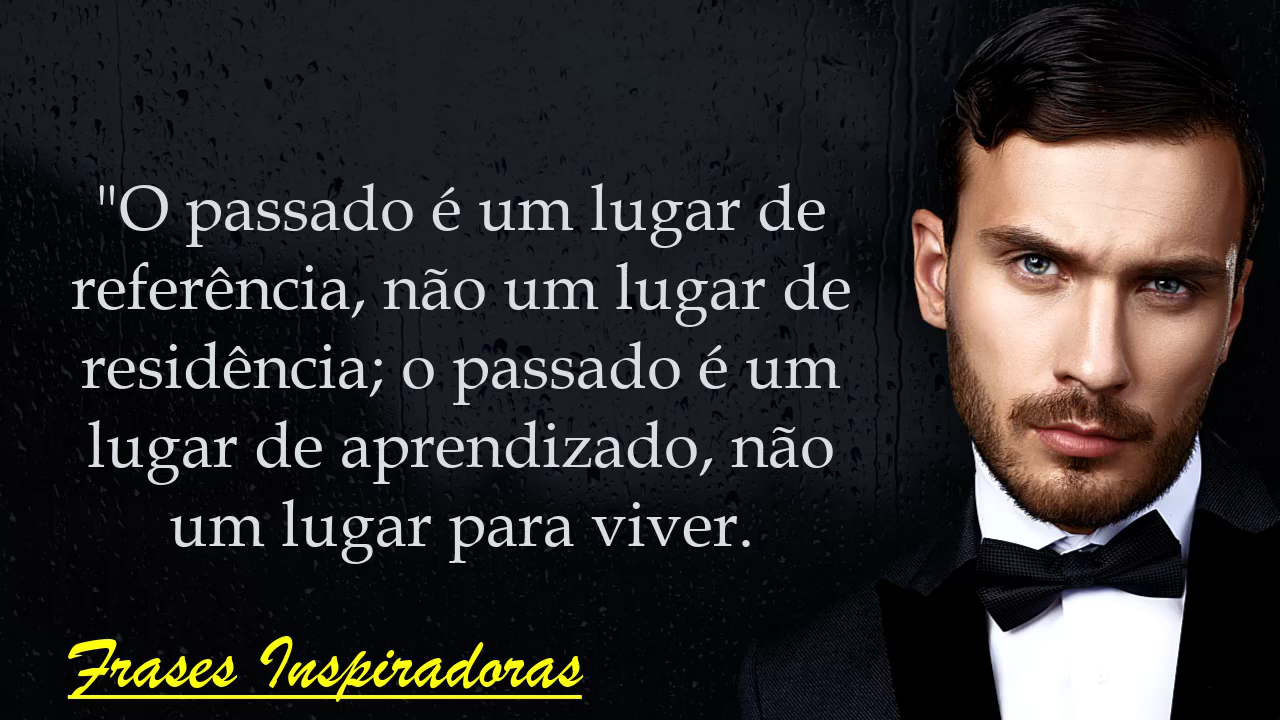 "O passado é um lugar de
referência, não um lugar de
residência; o passado é um
lugar de aprendizado, não
um lugar para viver.
Frases Inspiradoras